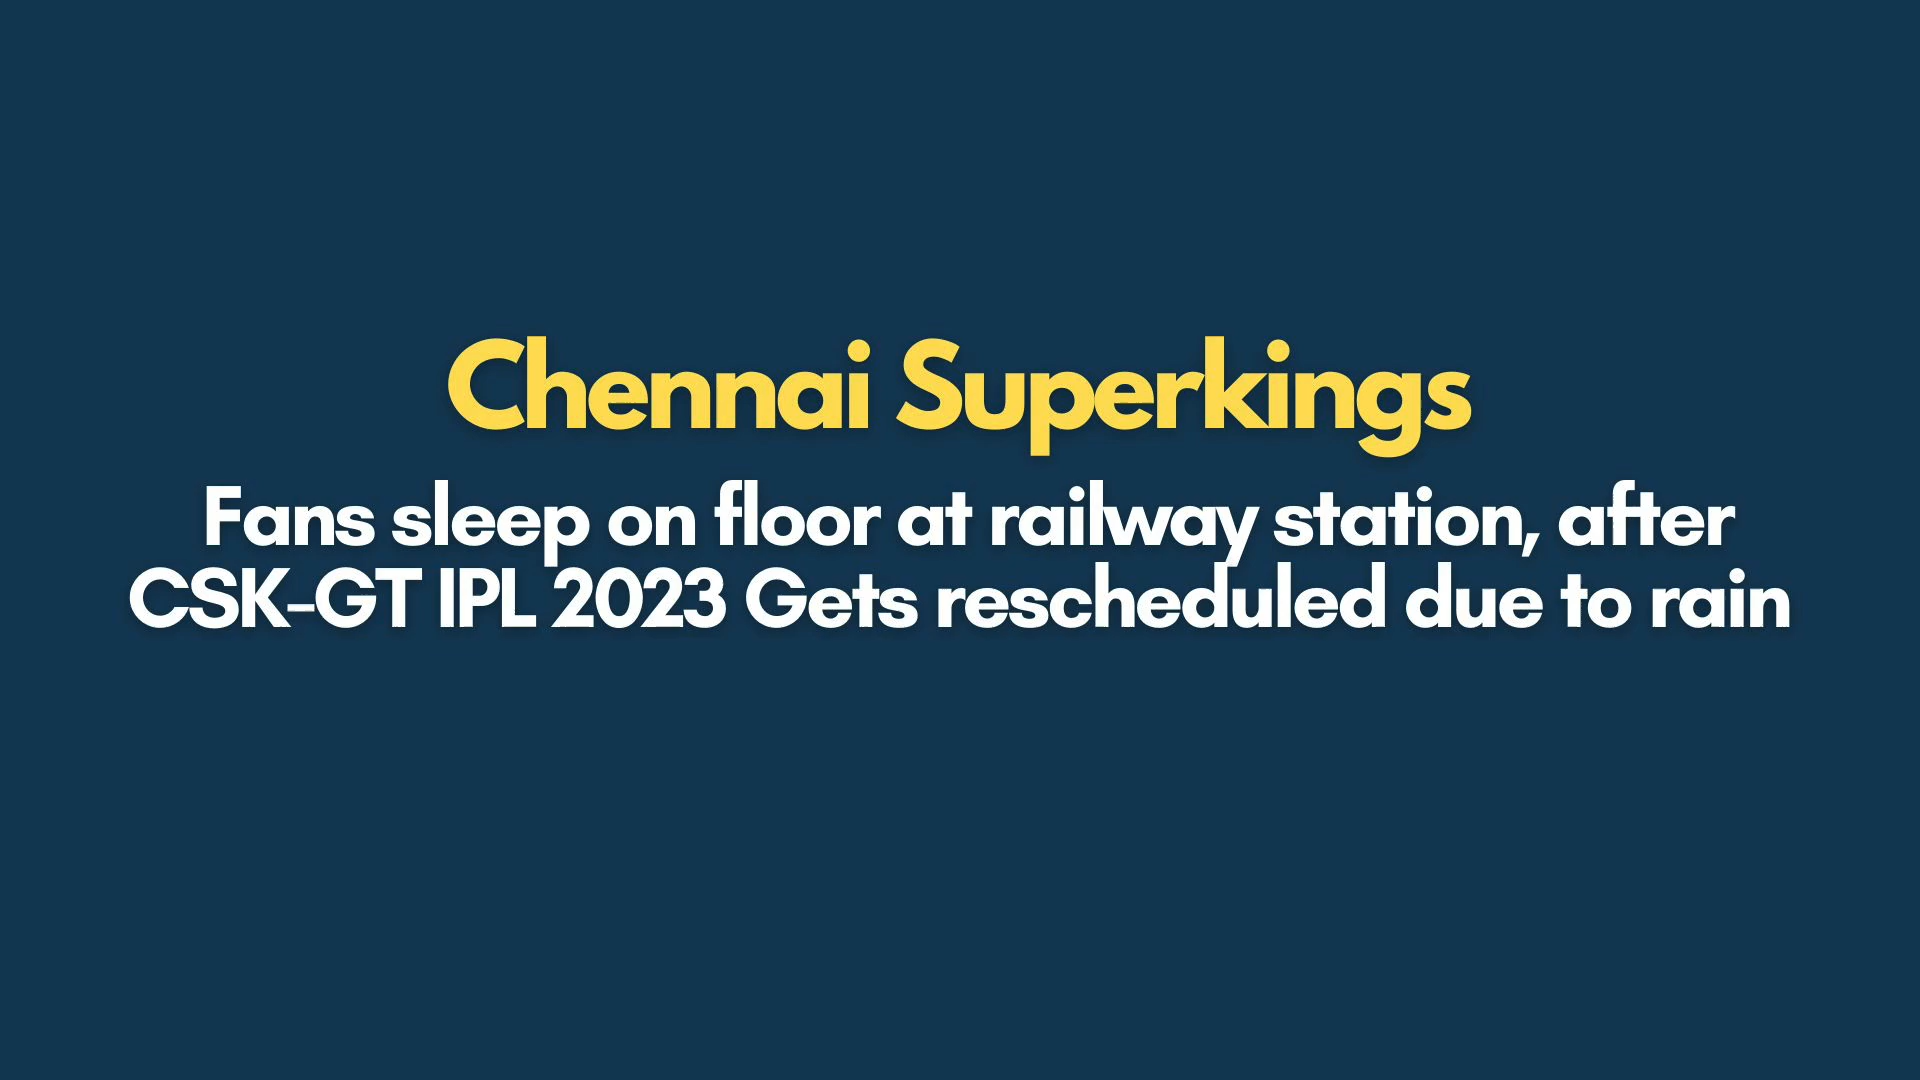 Chennai Superkings
Fans sleep on floor at railway station, after
CSK-GT IPL 2023 Gets rescheduled due to rain